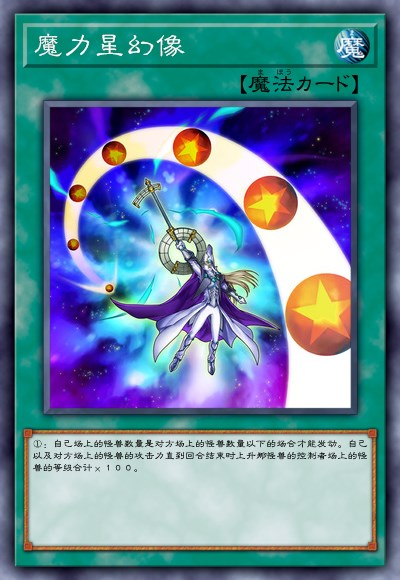 魔力星幻像
魔
【魔法カード】
ま ほう
①:自己场上的怪兽数量是对方场上的怪兽数量以下的场合才能发动。自己
以及对方场上的怪兽的攻击力直到回合结束时上升那怪兽的控制者场上的怪
兽的等级合计×100。